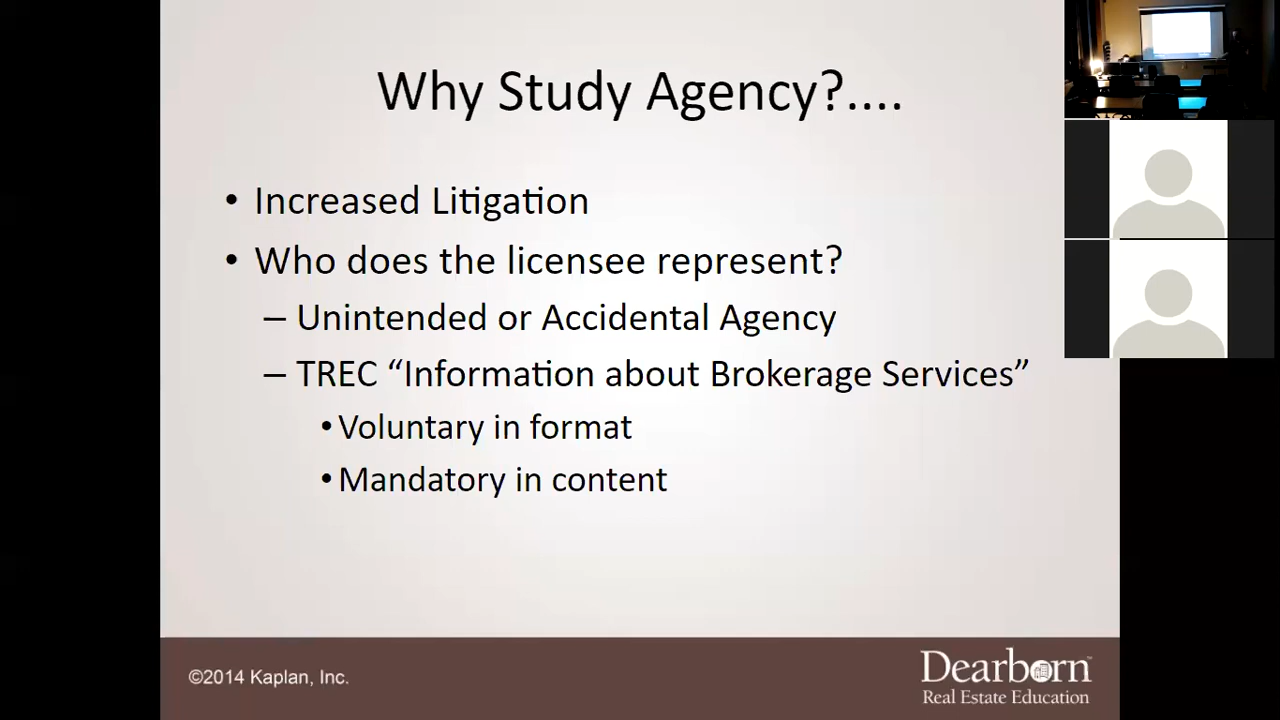 Why Study Agency?....
• Increased Litigation
• Who does the licensee represent?
– Unintended or Accidental Agency
– TREC “Information about Brokerage Services”
• Voluntary in format
• Mandatory in content
©2014 Kaplan, Inc.
Dearborn™
Real Estate Education